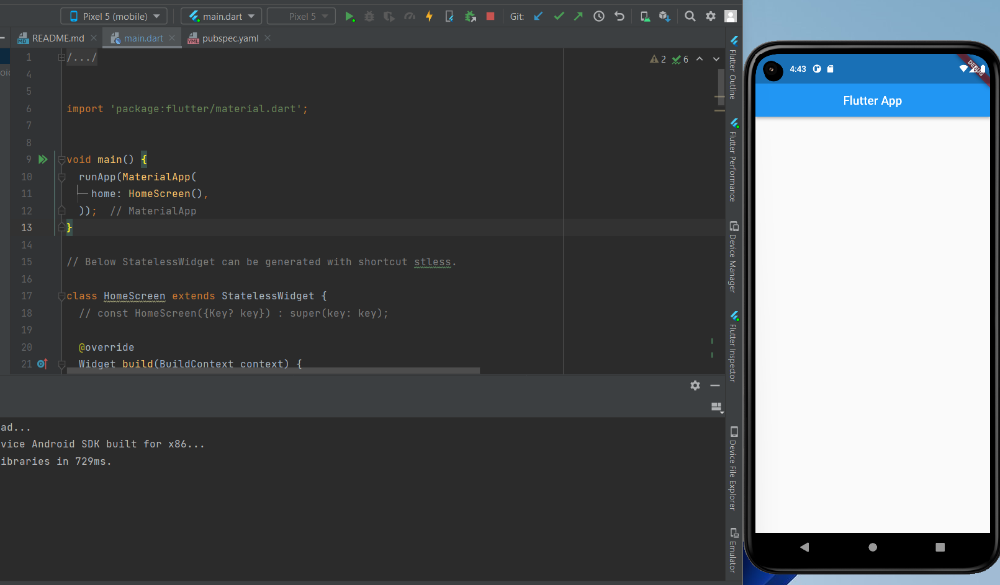 Pixel 5 (mobile) main.dart Pixel 5 Git:
README.md main.dart pubspec.yaml
MD YML
2 6
1 /.../
4
5
6 import 'package:flutter/material.dart';
7
8
9 void main() {
10 runApp(MaterialApp(
11 home: HomeScreen(),
12 )); // MaterialApp
13 }
14
15 // Below StatelessWidget can be generated with shortcut stless.
16
17 class HomeScreen extends StatelessWidget {
18 // const HomeScreen({Key? key}) : super(key: key);
19
20 @override
21 Widget build(BuildContext context) {
ad...
vice Android SDK built for x86...
ibraries in 729ms.
Flutter Outline
Flutter Performance
Device Manager
Flutter Inspector
Device File Explorer
Emulator
4:43
DEBUG
Flutter App